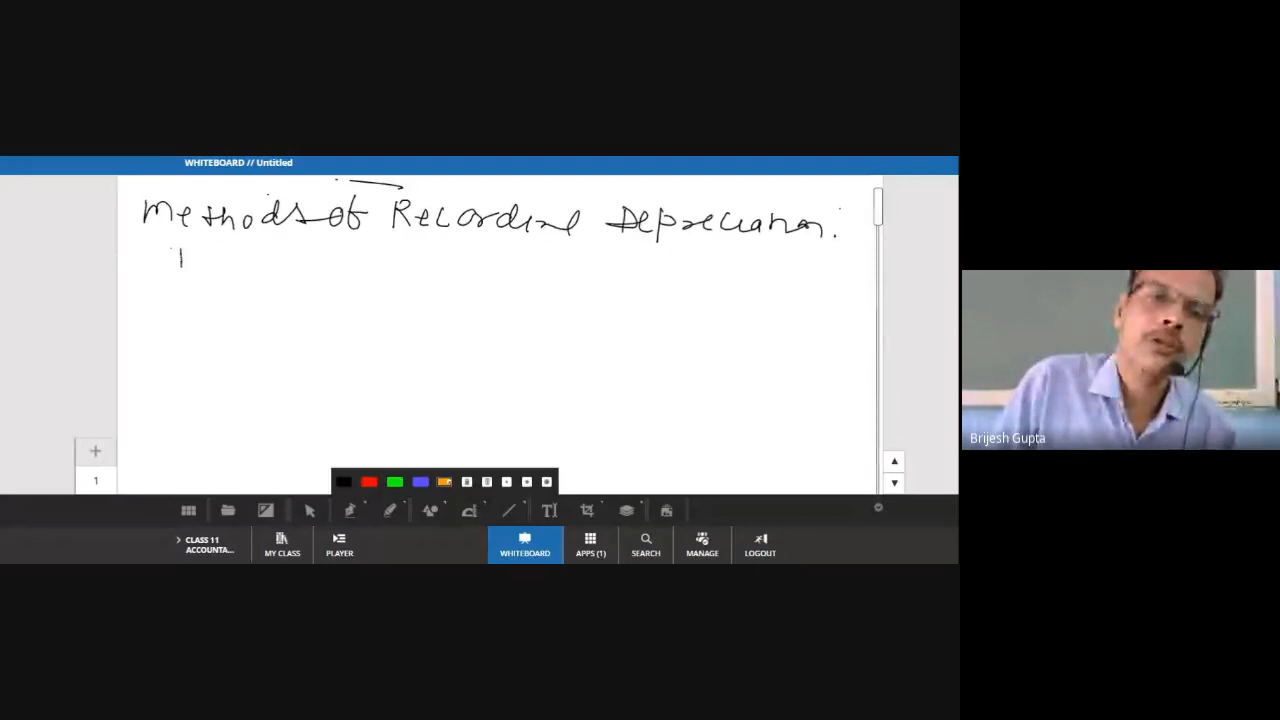 WHITEBOARD // Untitled
Methods of Recording Depreciation:
1
Brijesh Gupta
1
CLASS 11
ACCOUNTA...
MY CLASS
PLAYER
WHITEBOARD
APPS (1)
SEARCH
MANAGE
LOGOUT